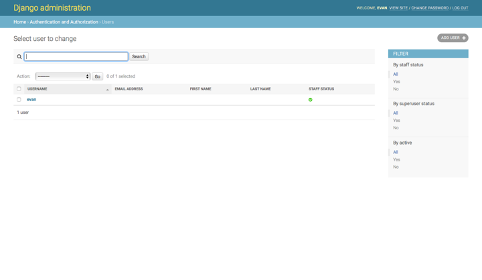 Django administration
WELCOME, EVAN. VIEW SITE / CHANGE PASSWORD / LOG OUT
Home › Authentication and Authorization › Users
Select user to change
ADD USER +
Search
Action: --------- Go 0 of 1 selected
USERNAME EMAIL ADDRESS FIRST NAME LAST NAME STAFF STATUS
evan
1 user
FILTER
By staff status
All
Yes
No
By superuser status
All
Yes
No
By active
All
Yes
No